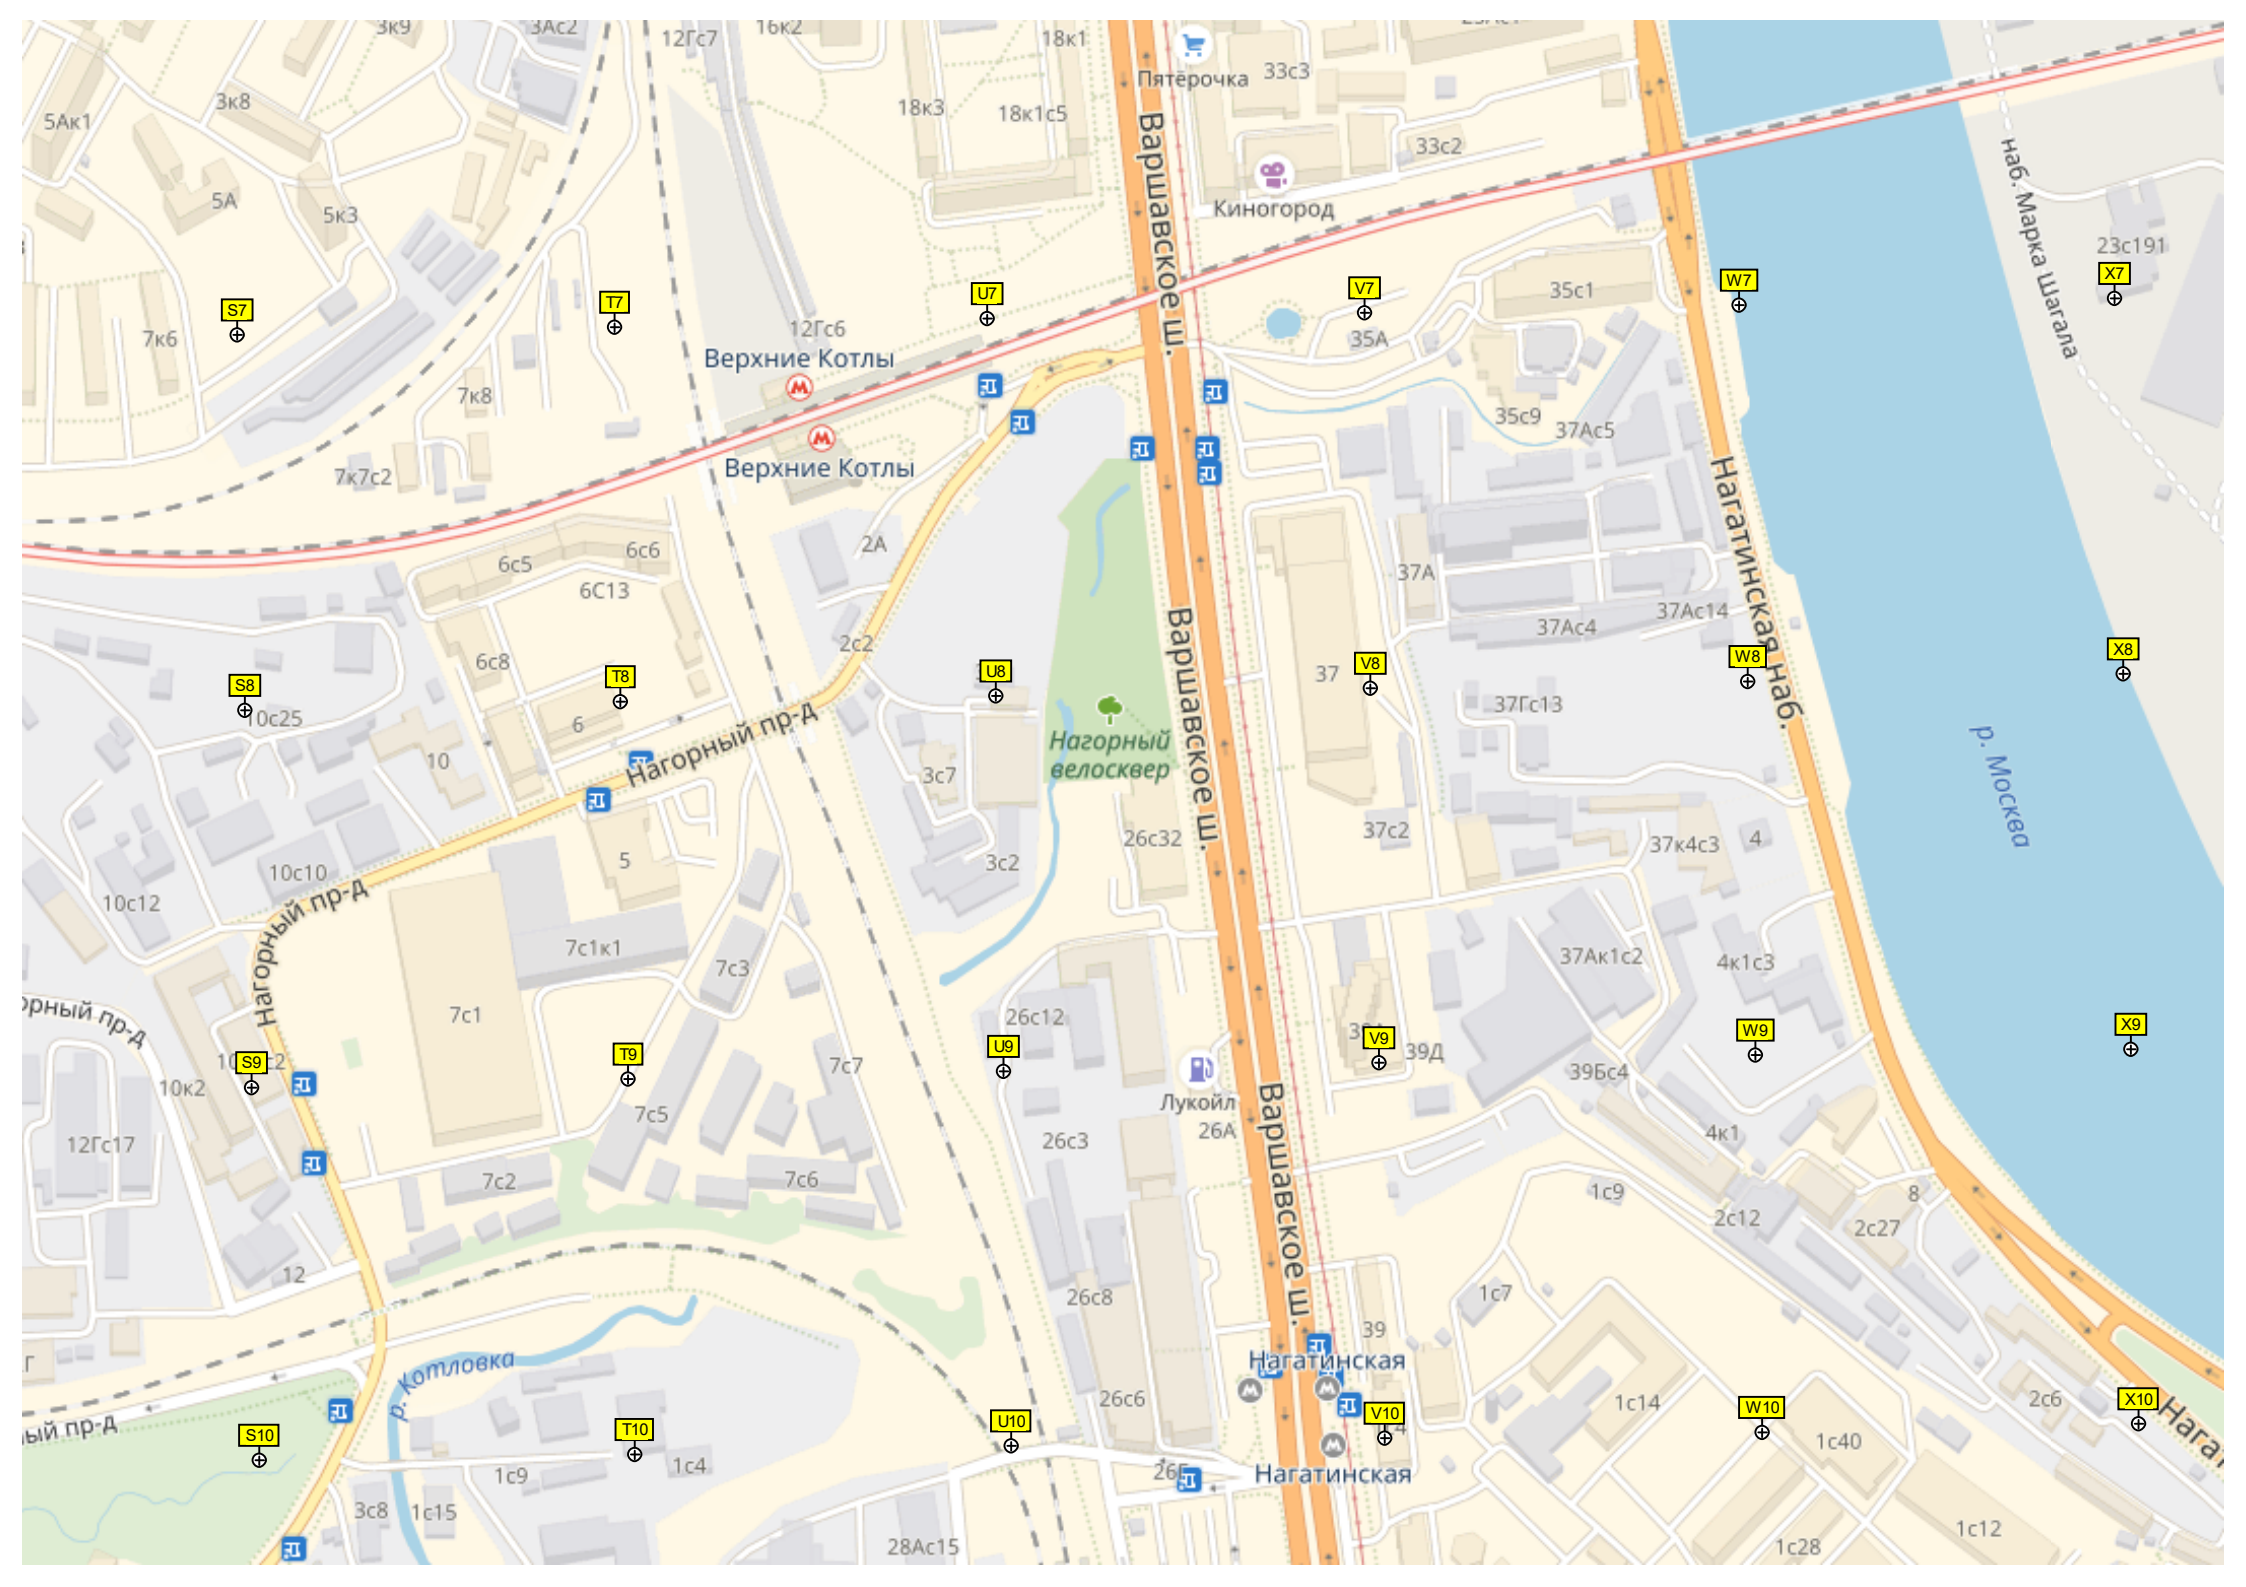 3к9
3Ас2
12Гс7
16к2
18к1
Пятёрочка
33с3
3к8
5Ак1
18к3
18к1с5
33с2
5А
5к3
Киногород
наб. Марка Шагала
23с191
Варшавское ш.
S7
T7
U7
V7
W7
X7
7к6
12Гс6
35с1
35А
Верхние Котлы
7к8
35с9
37Ас5
Верхние Котлы
7к7с2
2А
6с5
6с6
6С13
37А
Нагатинская наб.
37Ас14
37Ас4
2с2
6с8
Варшавское ш.
S8
T8
U8
V8
W8
X8
37
10с25
6
37Гс13
Нагорный пр-д
Нагорный
велосквер
10
3с7
р. Москва
26с32
37с2
37к4с3
4
5
3с2
10с10
10с12
Нагорный пр-д
7с1к1
7с3
37Ак1с2
4к1с3
7с1
26с12
орный пр-д
S9
T9
U9
V9
W9
X9
39Д
10к2
7с7
39Бс4
Лукойл
26А
7с5
12Гс17
26с3
4к1
Варшавское ш.
7с2
7с6
1с9
8
2с12
2с27
12
26с8
1с7
39
р. Котловка
Нагатинская
26с6
1с14
2с6
ый пр-д
S10
T10
U10
V10
W10
X10
Нагат
1с9
1с4
Нагатинская
1с40
3с8
1с15
28Ас15
1с12
1с28